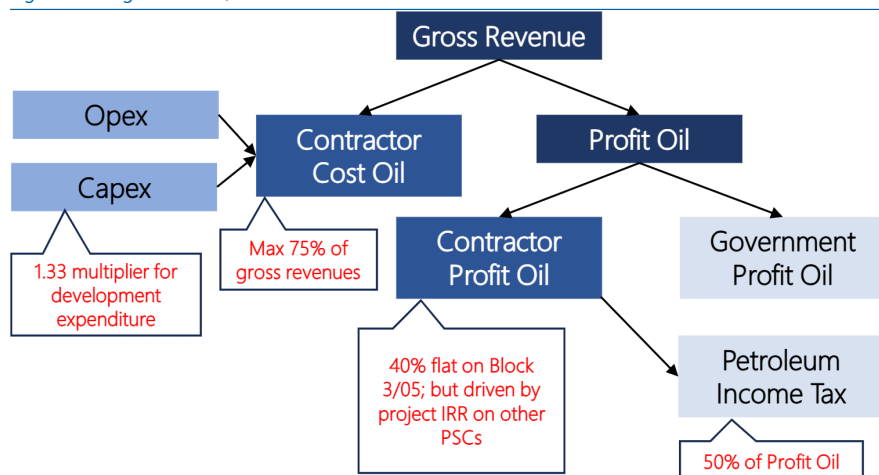 Gross Revenue
Opex
Contractor
Cost Oil
Profit Oil
Capex
Max 75% of
gross revenues
Contractor
Profit Oil
Government
Profit Oil
1.33 multiplier for
development
expenditure
40% flat on Block
3/05; but driven by
project IRR on other
PSCs
Petroleum
Income Tax
50% of Profit Oil